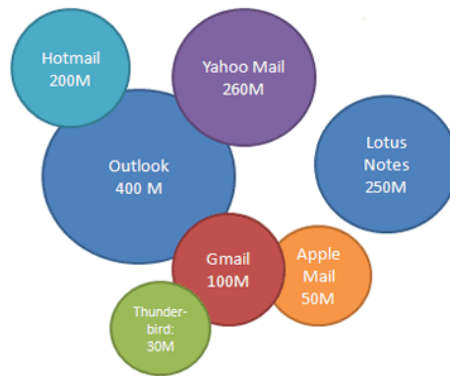 Hotmail
200M
Yahoo Mail
260M
Outlook
400 M
Lotus
Notes
250M
Gmail
100M
Apple
Mail
50M
Thunder-
bird:
30M